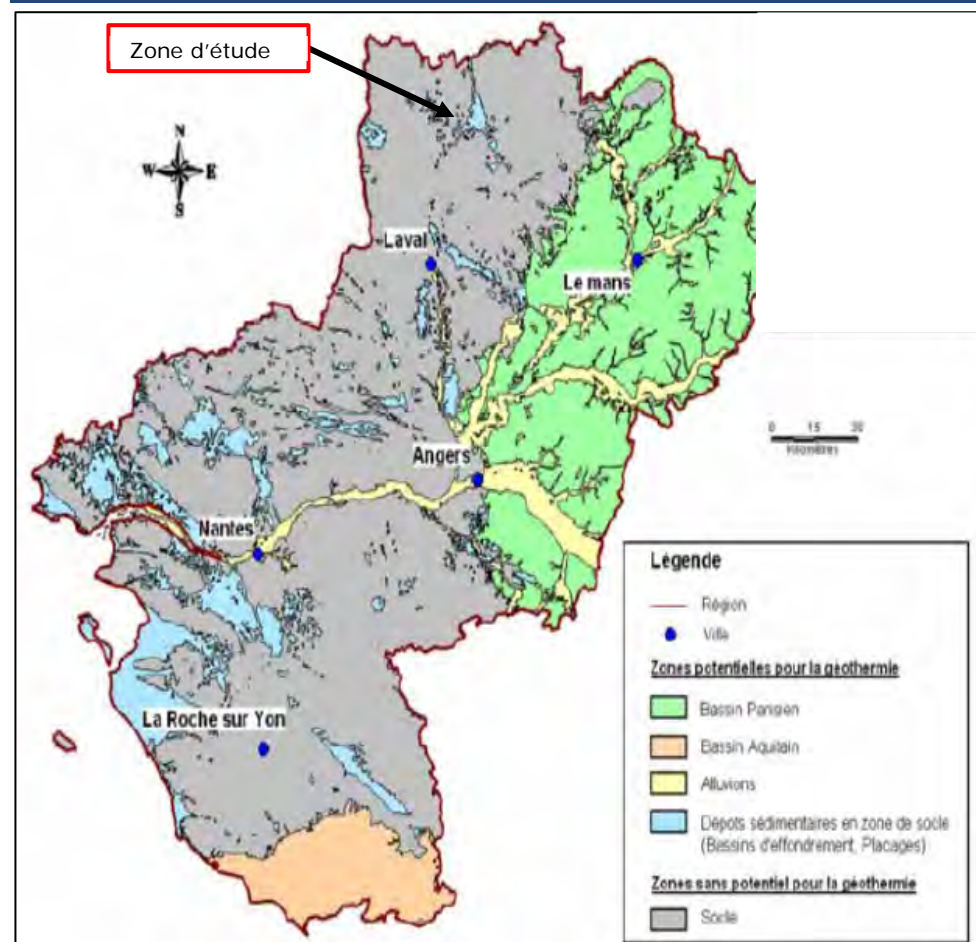 Zone d'étude
N
W E
S
Laval
Le mans
Angers
Nantes
La Roche sur Yon
0 15 30
Kilomètres
Légende
Région
Ville
Zones potentielles pour la géothermie
Bassin Parisien
Bassin Aquitain
Alluvions
Dépots sédimentaires en zone de socle
(Bassins d'effondrement, Placages)
Zones sans potentiel pour la géothermie
Socle